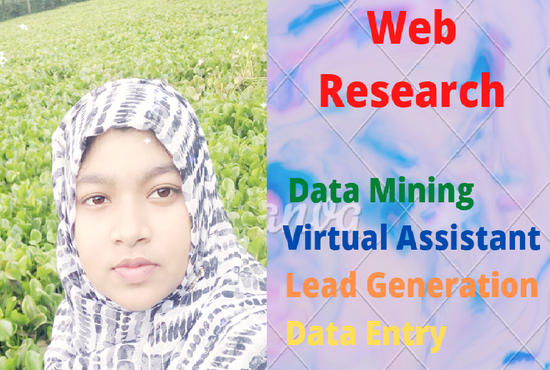 Web
Research
Data Mining
Virtual Assistant
Lead Generation
Data Entry